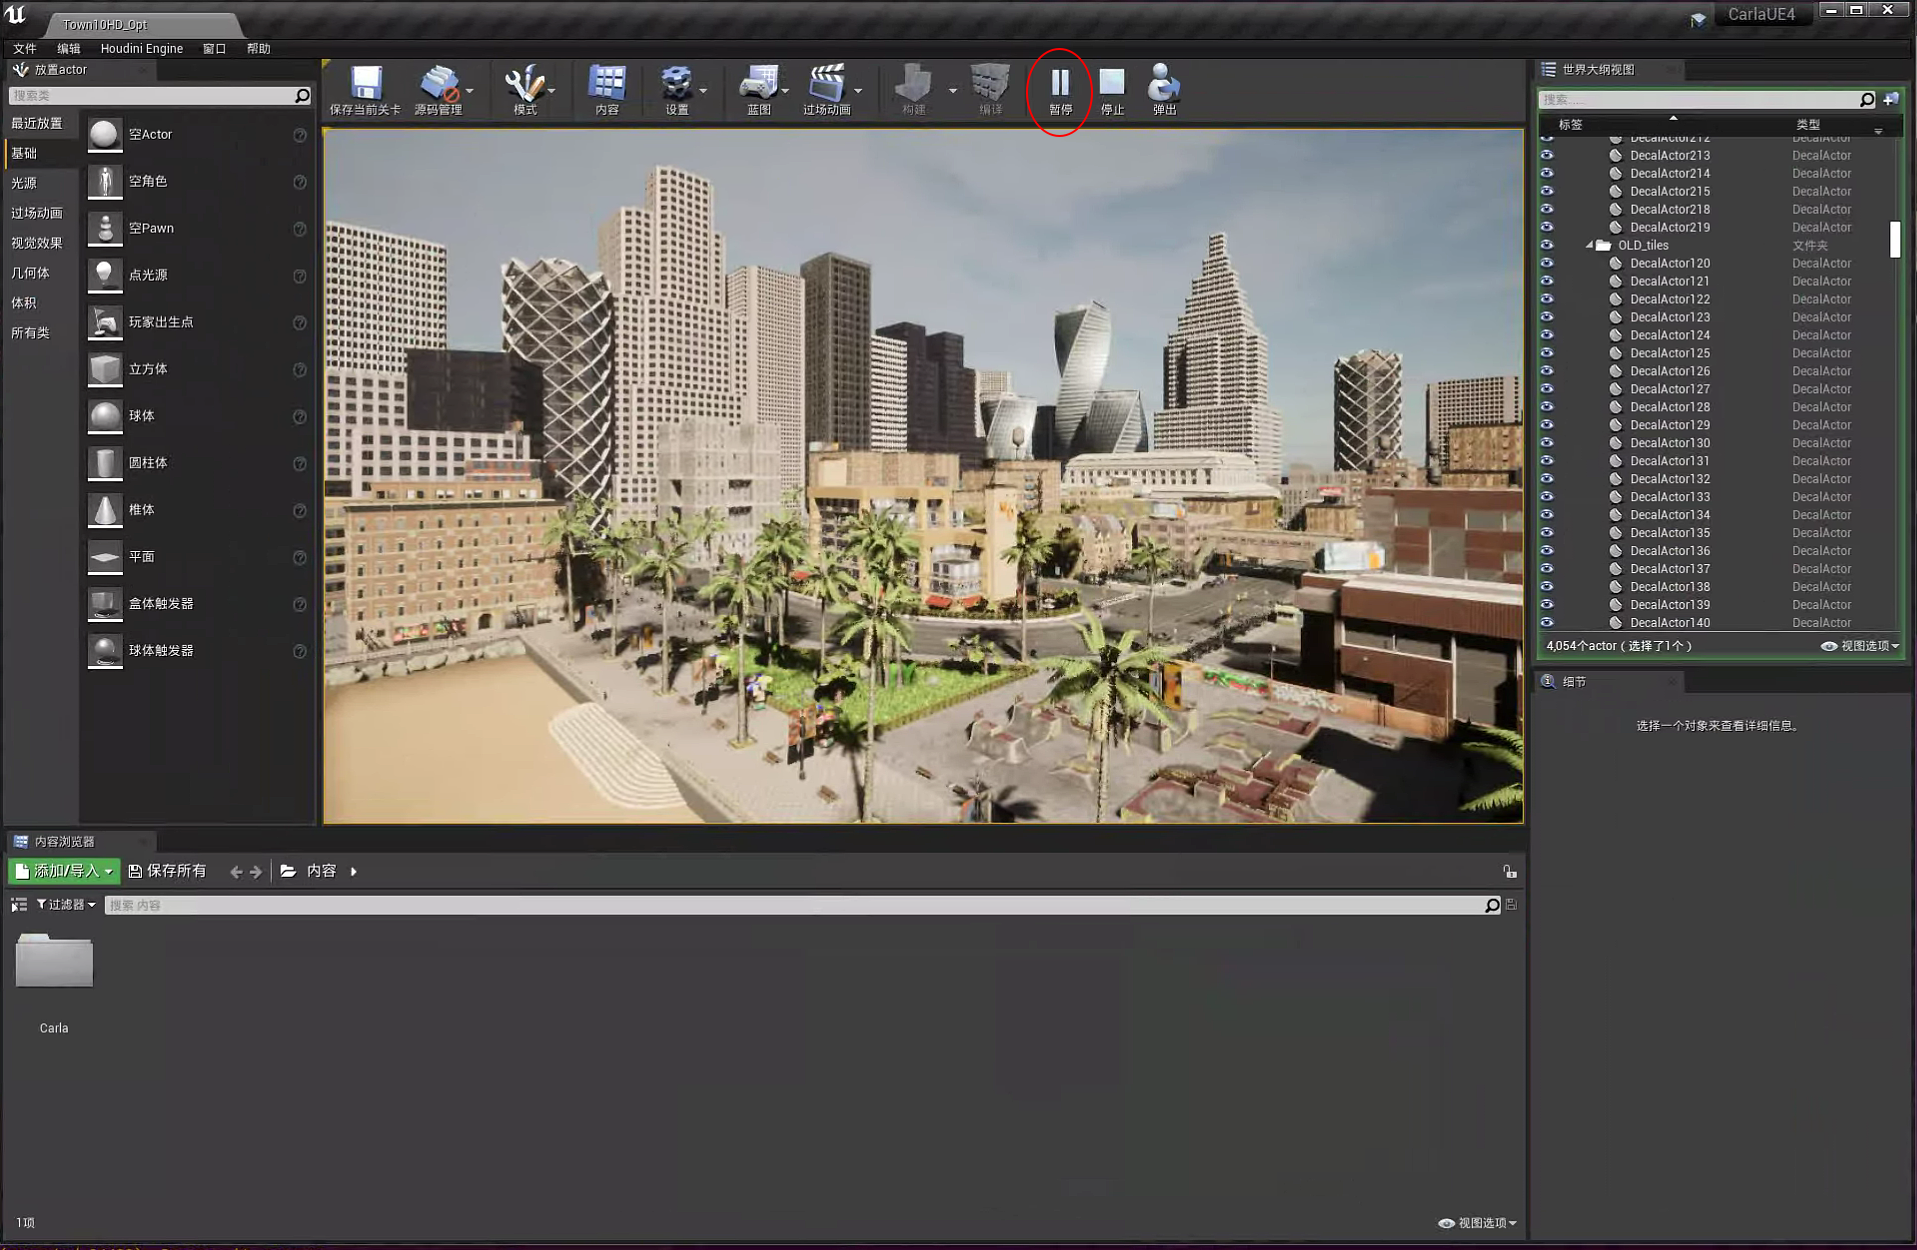 Town10HD_Opt
CarlaUE4
文件 编辑 Houdini Engine 窗口 帮助
放置actor
搜索类
最近放置
基础
光源
过场动画
视觉效果
几何体
体积
所有类
空Actor
空角色
空Pawn
点光源
玩家出生点
立方体
球体
圆柱体
椎体
平面
盒体触发器
球体触发器
保存当前关卡 源码管理 模式 内容 设置 蓝图 过场动画 构建 编译 暂停 停止 弹出
世界大纲视图
搜索……
标签 类型
DecalActor212 DecalActor
DecalActor213 DecalActor
DecalActor214 DecalActor
DecalActor215 DecalActor
DecalActor218 DecalActor
DecalActor219 DecalActor
OLD_tiles 文件夹
DecalActor120 DecalActor
DecalActor121 DecalActor
DecalActor122 DecalActor
DecalActor123 DecalActor
DecalActor124 DecalActor
DecalActor125 DecalActor
DecalActor126 DecalActor
DecalActor127 DecalActor
DecalActor128 DecalActor
DecalActor129 DecalActor
DecalActor130 DecalActor
DecalActor131 DecalActor
DecalActor132 DecalActor
DecalActor133 DecalActor
DecalActor134 DecalActor
DecalActor135 DecalActor
DecalActor136 DecalActor
DecalActor137 DecalActor
DecalActor138 DecalActor
DecalActor139 DecalActor
DecalActor140 DecalActor
4,054个actor（选择了1个） 视图选项
细节
选择一个对象来查看详细信息。
内容浏览器
添加/导入 保存所有 内容
过滤器 搜索 内容
Carla
1项 视图选项